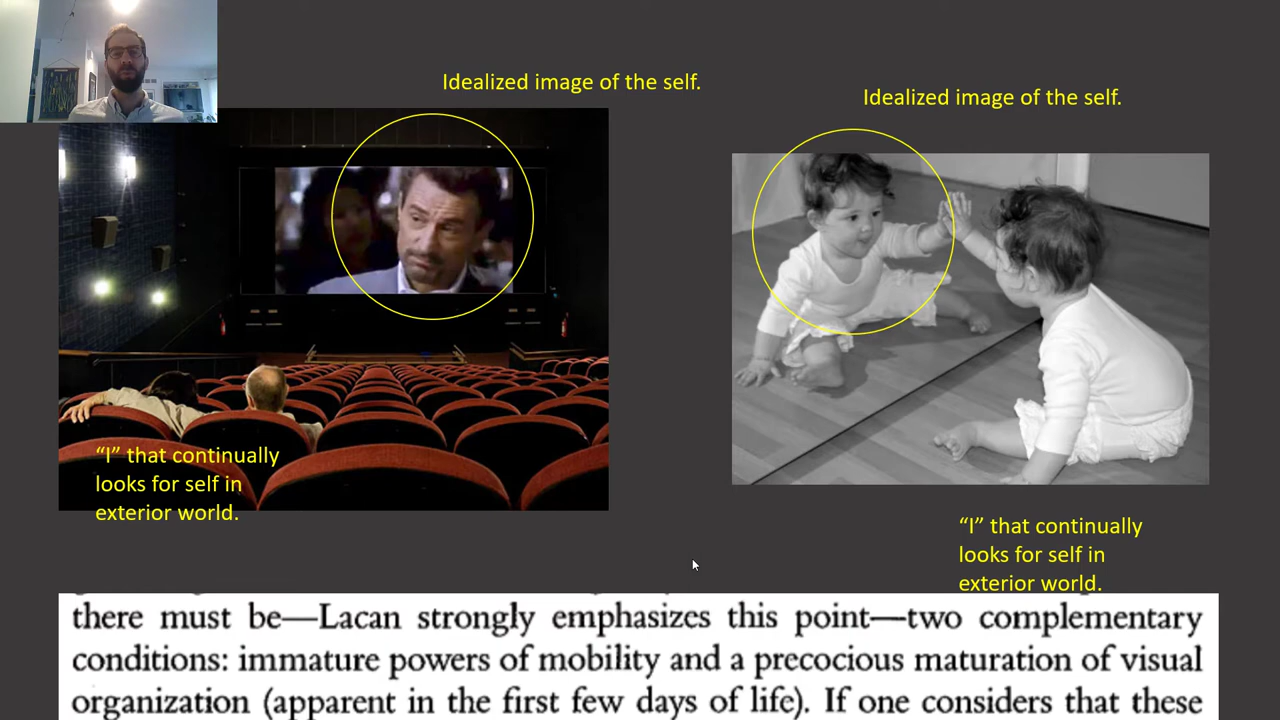 Idealized image of the self.
Idealized image of the self.
“I” that continually
looks for self in
exterior world.
“I” that continually
looks for self in
exterior world.
there must be—Lacan strongly emphasizes this point—two complementary
conditions: immature powers of mobility and a precocious maturation of visual
organization (apparent in the first few days of life). If one considers that these